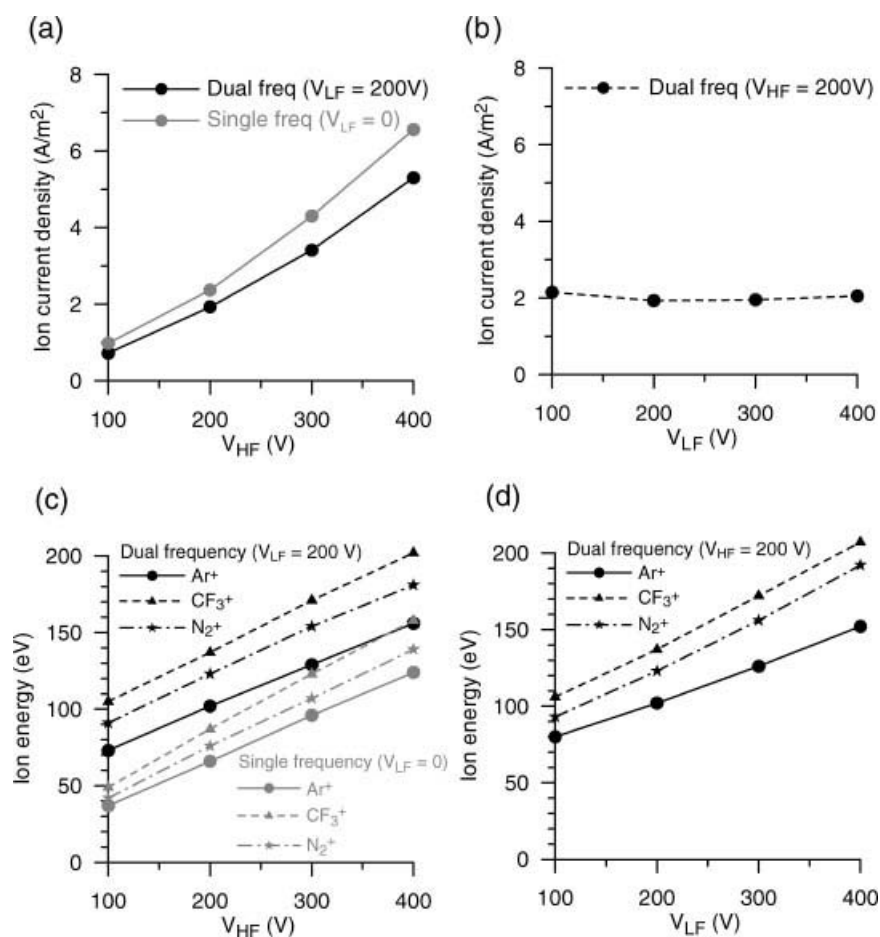 (a)
8
6
4
2
0
Ion current density (A/m²)
Dual freq (V_LF = 200V)
Single freq (V_LF = 0)
100 200 300 400
V_HF (V)
(b)
8
6
4
2
0
Ion current density (A/m²)
Dual freq (V_HF = 200V)
100 200 300 400
V_LF (V)
(c)
200
150
100
50
0
Ion energy (eV)
Dual frequency (V_LF = 200 V)
Ar⁺
CF₃⁺
N₂⁺
Single frequency (V_LF = 0)
Ar⁺
CF₃⁺
N₂⁺
100 200 300 400
V_HF (V)
(d)
200
150
100
50
0
Ion energy (eV)
Dual frequency (V_HF = 200 V)
Ar⁺
CF₃⁺
N₂⁺
100 200 300 400
V_LF (V)